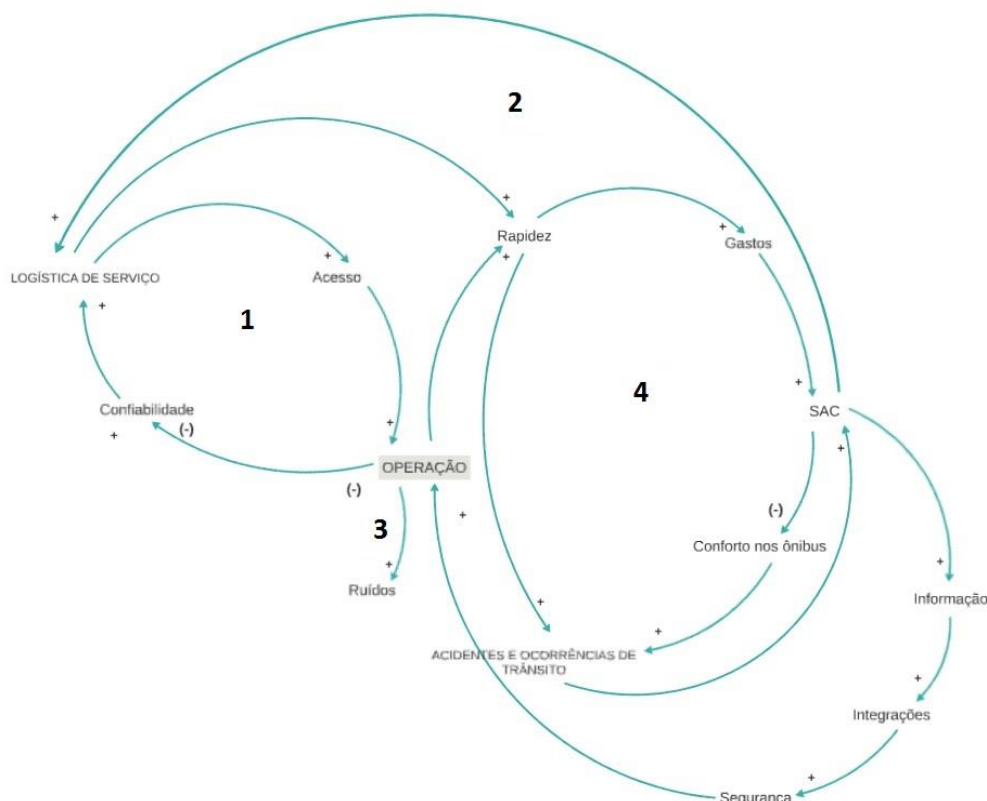 2
+
+
Rapidez
+
+
Gastos
LOGÍSTICA DE SERVIÇO
+
Acesso
+
1
4
+
Confiabilidade
+
(-)
+
SAC
+
OPERAÇÃO
(-)
+
3
(-)
+
Ruídos
Conforto nos ônibus
+
Informação
+
+
ACIDENTES E OCORRÊNCIAS DE
TRÂNSITO
+
Integrações
+
Segurança